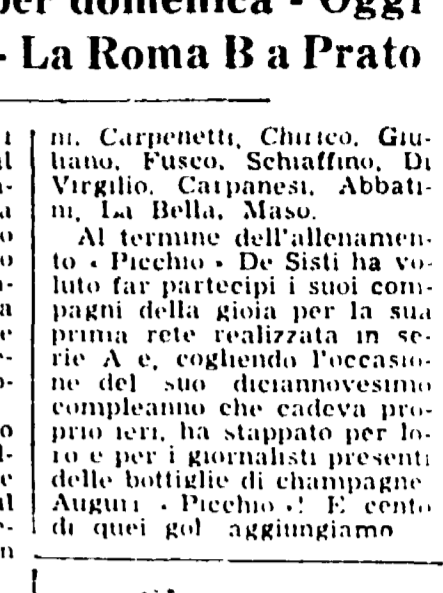 per domenica - Oggi
- La Roma B a Prato
ni, Carpenetti, Chirico, Giu-
liano, Fusco, Schiaffino, Di
Virgilio, Carpanesi, Abbati-
ni, La Bella, Maso.
Al termine dell'allenamen-
to « Picchio » De Sisti ha vo-
luto far partecipi i suoi com-
pagni della gioia per la sua
prima rete realizzata in se-
rie A e, cogliendo l'occasio-
ne del suo diciannovesimo
compleanno che cadeva pro-
prio ieri, ha stappato per lo-
ro e per i giornalisti presenti
delle bottiglie di champagne
Auguri « Picchio »! E cento
di quei gol aggiungiamo